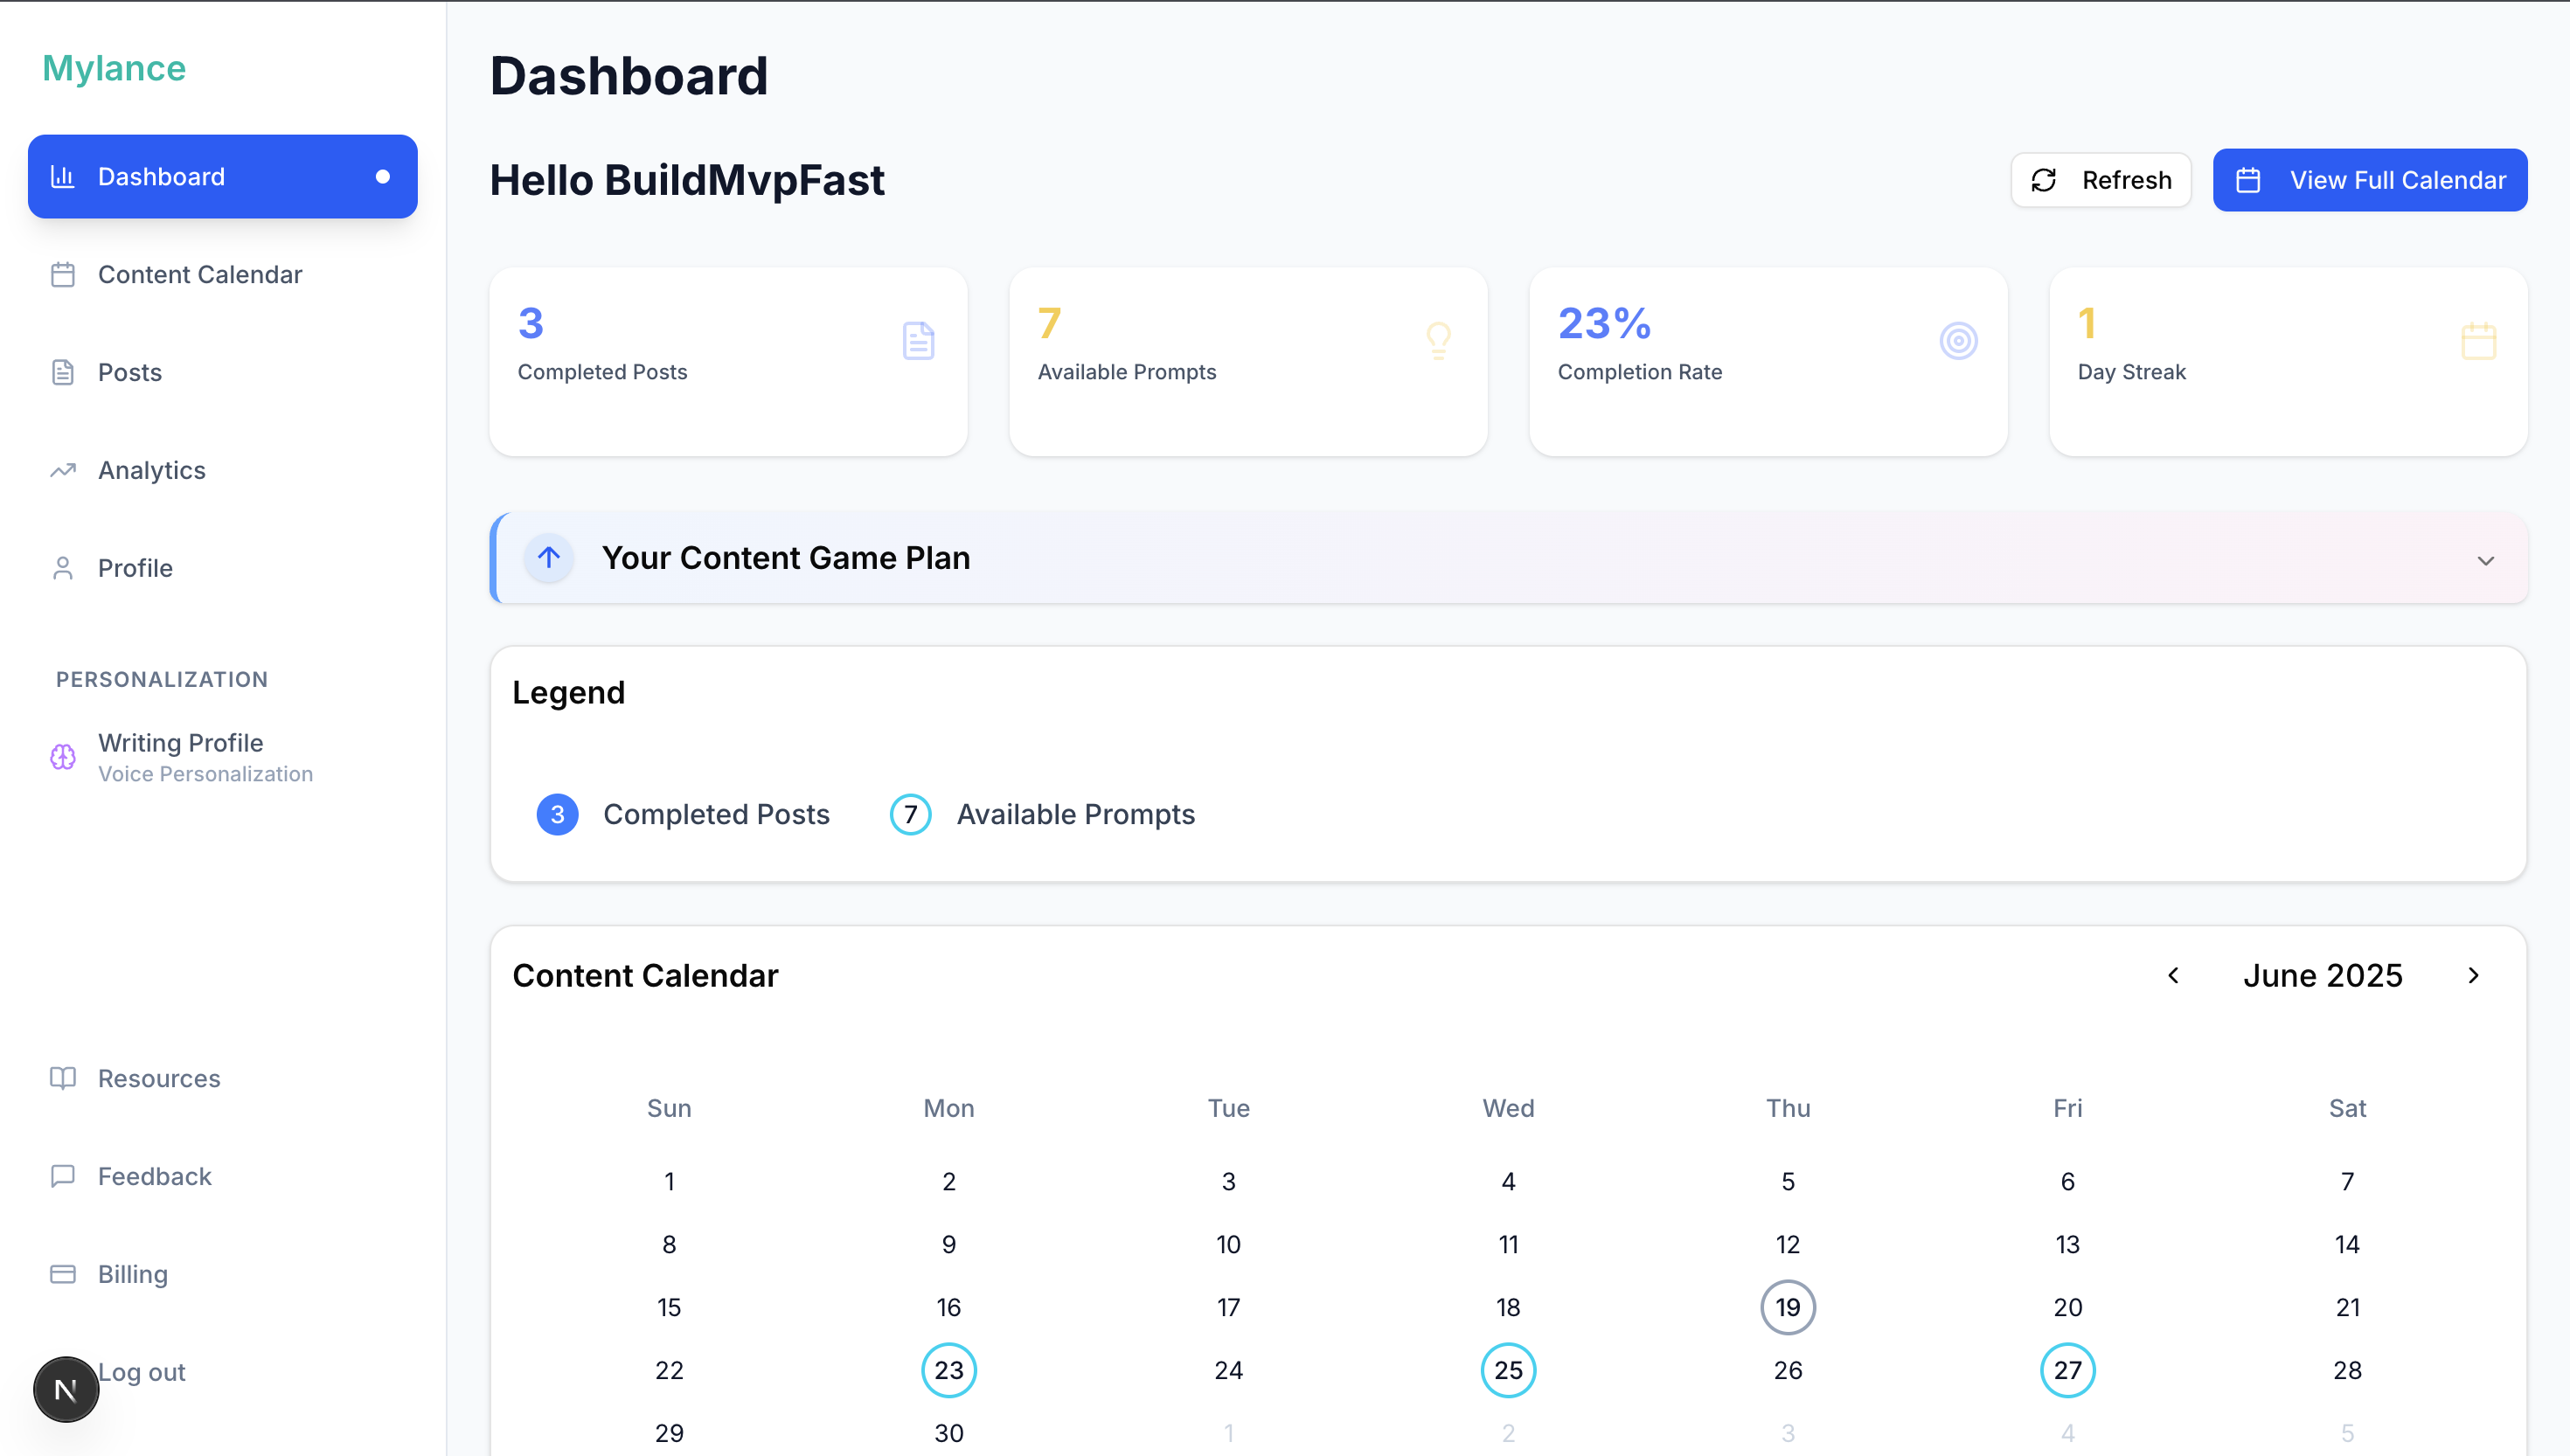 Mylance
Dashboard
Content Calendar
Posts
Analytics
Profile
PERSONALIZATION
Writing Profile
Voice Personalization
Resources
Feedback
Billing
Log out
N
Dashboard
Hello BuildMvpFast
Refresh
View Full Calendar
3
Completed Posts
7
Available Prompts
23%
Completion Rate
1
Day Streak
Your Content Game Plan
Legend
3 Completed Posts 7 Available Prompts
Content Calendar
June 2025
Sun Mon Tue Wed Thu Fri Sat
1 2 3 4 5 6 7
8 9 10 11 12 13 14
15 16 17 18 19 20 21
22 23 24 25 26 27 28
29 30 1 2 3 4 5